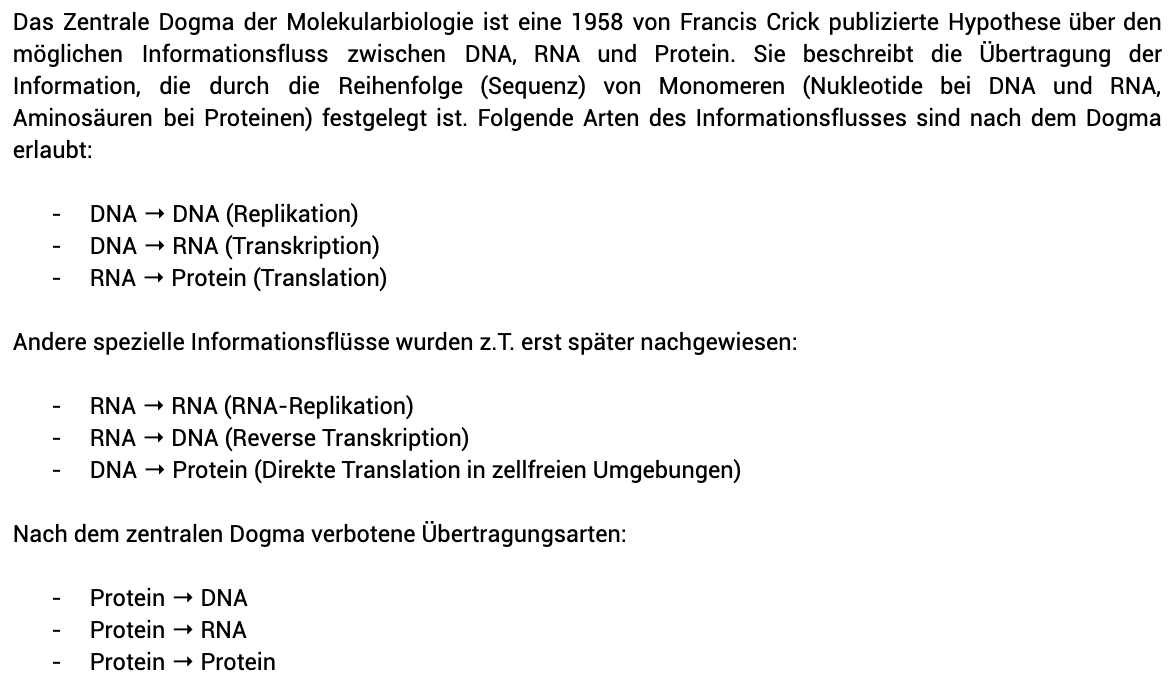 Das Zentrale Dogma der Molekularbiologie ist eine 1958 von Francis Crick publizierte Hypothese über den
möglichen Informationsfluss zwischen DNA, RNA und Protein. Sie beschreibt die Übertragung der
Information, die durch die Reihenfolge (Sequenz) von Monomeren (Nukleotide bei DNA und RNA,
Aminosäuren bei Proteinen) festgelegt ist. Folgende Arten des Informationsflusses sind nach dem Dogma
erlaubt:
- DNA → DNA (Replikation)
- DNA → RNA (Transkription)
- RNA → Protein (Translation)
Andere spezielle Informationsflüsse wurden z.T. erst später nachgewiesen:
- RNA → RNA (RNA-Replikation)
- RNA → DNA (Reverse Transkription)
- DNA → Protein (Direkte Translation in zellfreien Umgebungen)
Nach dem zentralen Dogma verbotene Übertragungsarten:
- Protein → DNA
- Protein → RNA
- Protein → Protein